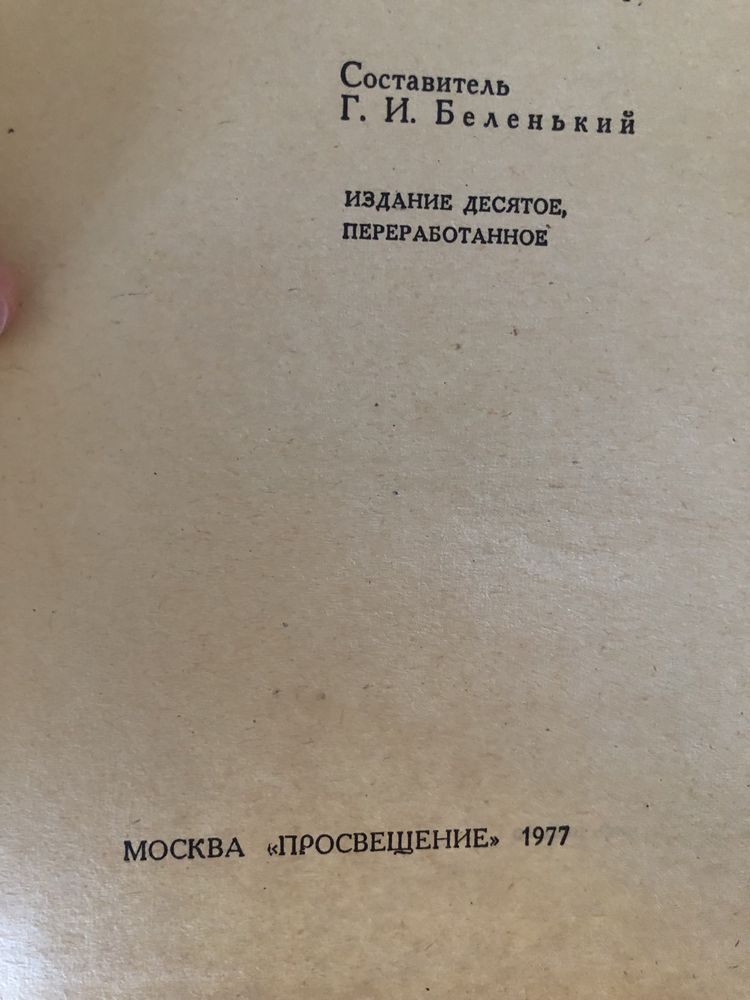 Составитель
Г. И. Беленький
ИЗДАНИЕ ДЕСЯТОЕ,
ПЕРЕРАБОТАННОЕ
МОСКВА «ПРОСВЕЩЕНИЕ» 1977